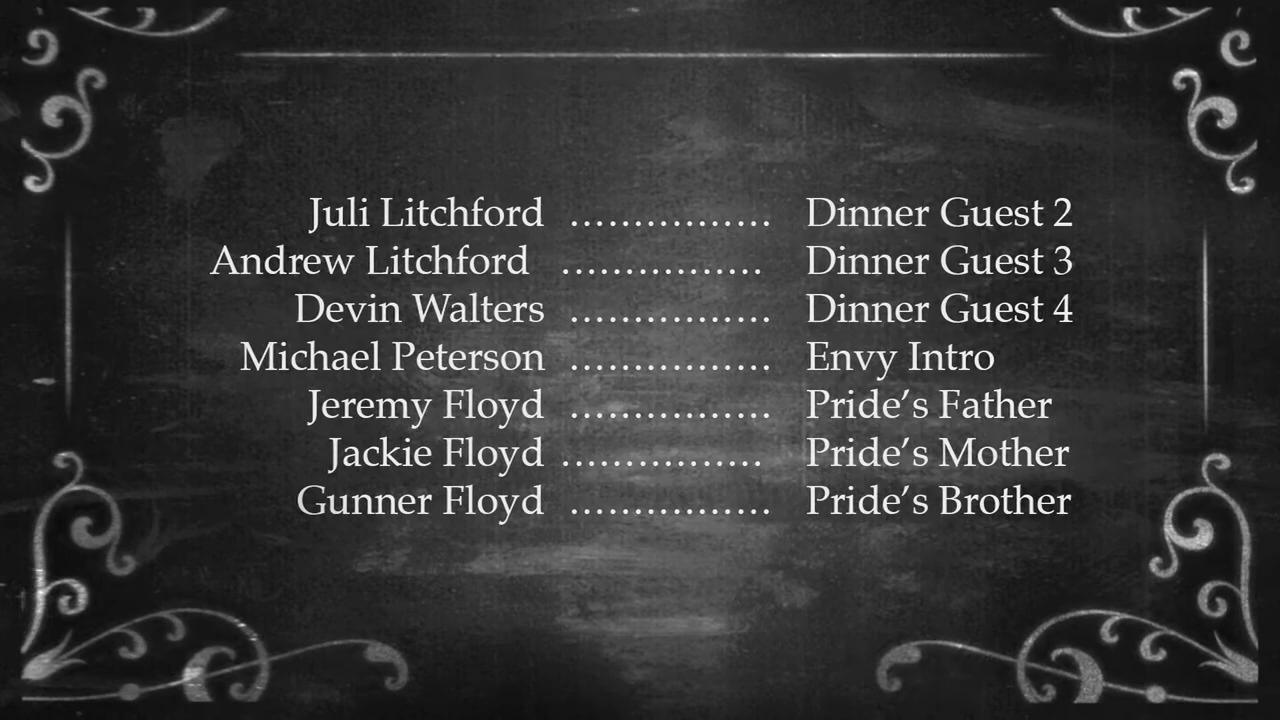 Juli Litchford ................ Dinner Guest 2
Andrew Litchford ................ Dinner Guest 3
Devin Walters ................ Dinner Guest 4
Michael Peterson ................ Envy Intro
Jeremy Floyd ................ Pride’s Father
Jackie Floyd ................ Pride’s Mother
Gunner Floyd ................ Pride’s Brother